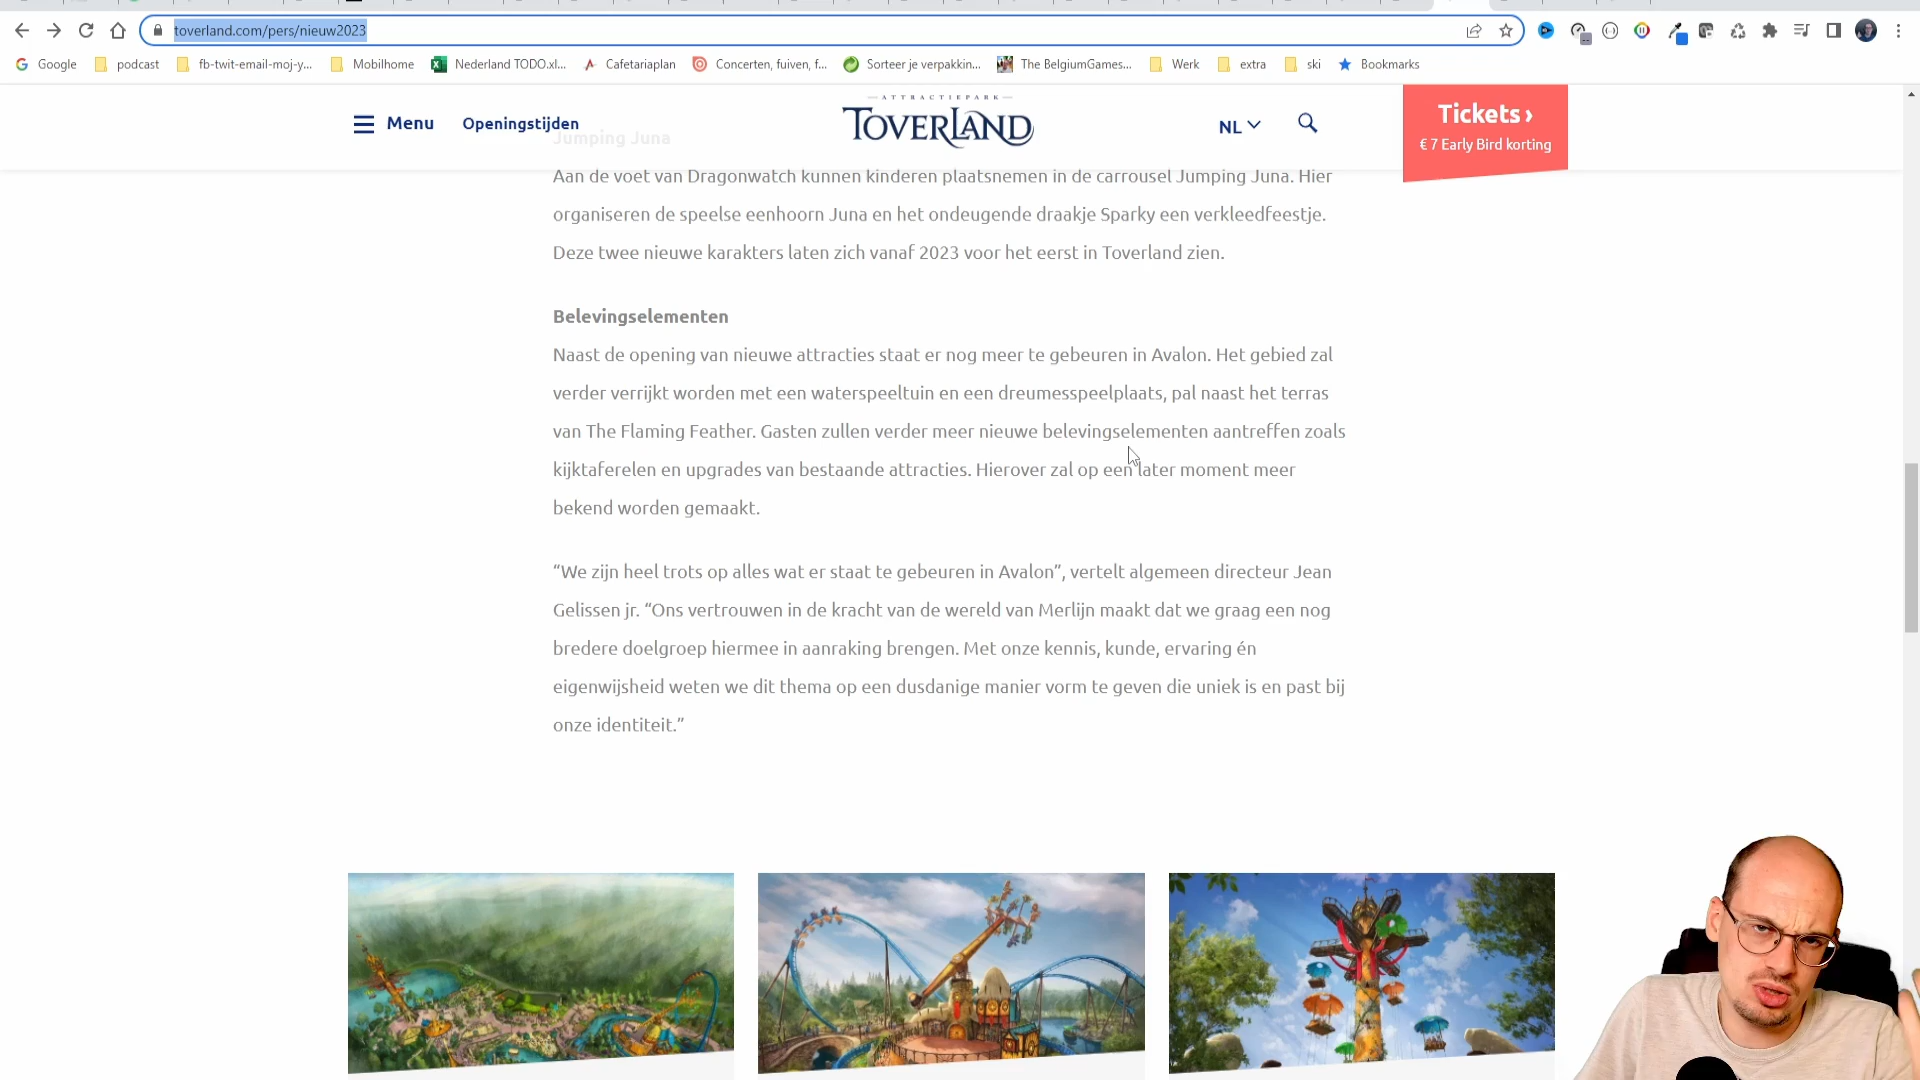 toverland.com/pers/nieuw2023
Google
podcast
fb-twit-email-moj-y...
Mobilhome
Nederland TODO.xl...
Cafetariaplan
Concerten, fuiven, f...
Sorteer je verpakkin...
The BelgiumGames...
Werk
extra
ski
Bookmarks
Menu
Openingstijden
ATTRACTIEPARK
TOVERLAND
NL
Tickets ›
€ 7 Early Bird korting
Jumping Juna
Aan de voet van Dragonwatch kunnen kinderen plaatsnemen in de carrousel Jumping Juna. Hier
organiseren de speelse eenhoorn Juna en het ondeugende draakje Sparky een verkleedfeestje.
Deze twee nieuwe karakters laten zich vanaf 2023 voor het eerst in Toverland zien.
Belevingselementen
Naast de opening van nieuwe attracties staat er nog meer te gebeuren in Avalon. Het gebied zal
verder verrijkt worden met een waterspeeltuin en een dreumesspeelplaats, pal naast het terras
van The Flaming Feather. Gasten zullen verder meer nieuwe belevingselementen aantreffen zoals
kijktaferelen en upgrades van bestaande attracties. Hierover zal op een later moment meer
bekend worden gemaakt.
“We zijn heel trots op alles wat er staat te gebeuren in Avalon”, vertelt algemeen directeur Jean
Gelissen jr. “Ons vertrouwen in de kracht van de wereld van Merlijn maakt dat we graag een nog
bredere doelgroep hiermee in aanraking brengen. Met onze kennis, kunde, ervaring én
eigenwijsheid weten we dit thema op een dusdanige manier vorm te geven die uniek is en past bij
onze identiteit.”